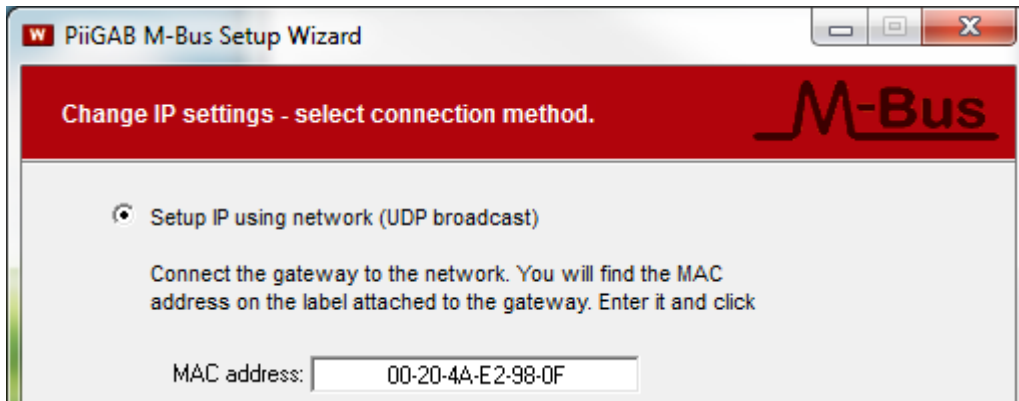 W PiiGAB M-Bus Setup Wizard
Change IP settings - select connection method.
M-Bus
Setup IP using network (UDP broadcast)
Connect the gateway to the network. You will find the MAC
address on the label attached to the gateway. Enter it and click
MAC address: 00-20-4A-E2-98-0F